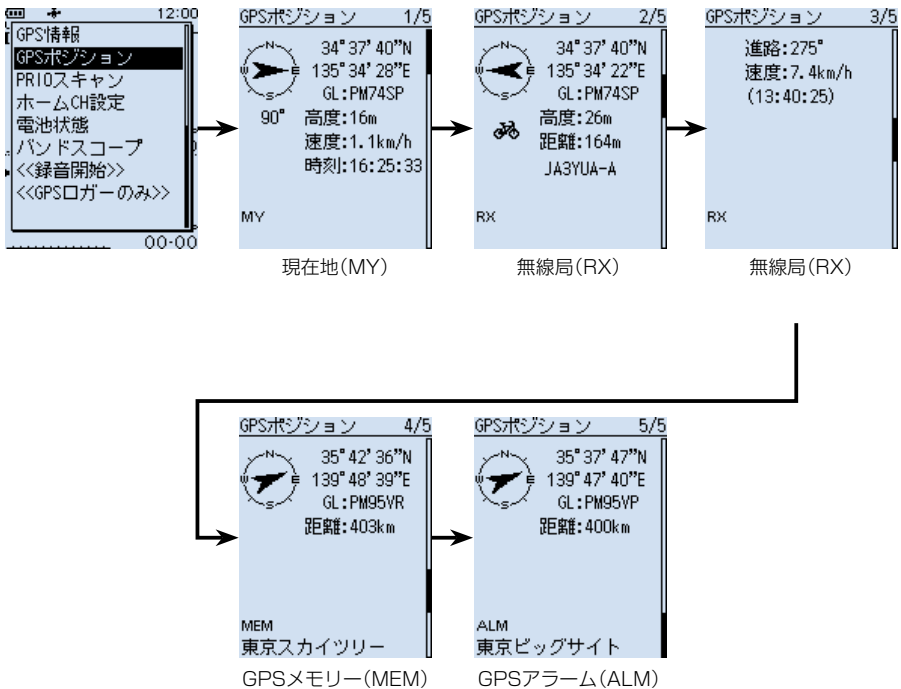 12:00
GPS情報
GPSポジション
PRIOスキャン
ホームCH設定
電池状態
バンドスコープ
<<録音開始>>
<<GPSロガーのみ>>
00-00
GPSポジション 1/5
N
W E
S
34°37'40"N
135°34'28"E
GL:PM74SP
90° 高度:16m
速度:1.1km/h
時刻:16:25:33
MY
現在地(MY)
GPSポジション 2/5
N
W E
S
34°37'40"N
135°34'22"E
GL:PM74SP
高度:26m
距離:164m
JA3YUA-A
RX
無線局(RX)
GPSポジション 3/5
進路:275°
速度:7.4km/h
(13:40:25)
RX
無線局(RX)
GPSポジション 4/5
N
W E
S
35°42'36"N
139°48'39"E
GL:PM95VR
距離:403km
MEM
東京スカイツリー
GPSメモリー(MEM)
GPSポジション 5/5
N
W E
S
35°37'47"N
139°47'40"E
GL:PM95VP
距離:400km
ALM
東京ビッグサイト
GPSアラーム(ALM)